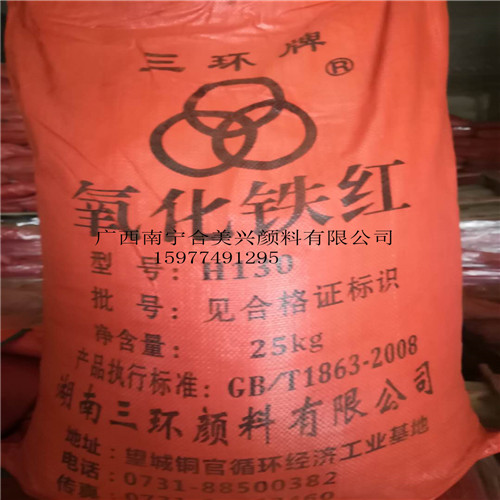 三环牌
®
氧化铁红
广西南宁合美兴颜料有限公司
15977491295
型号：H130
批号：见合格证标识
净含量：25kg
产品执行标准：GB/T1863-2008
湖南三环颜料有限公司
地址：望城铜官循环经济工业基地
电话：0731-88500382
传真：